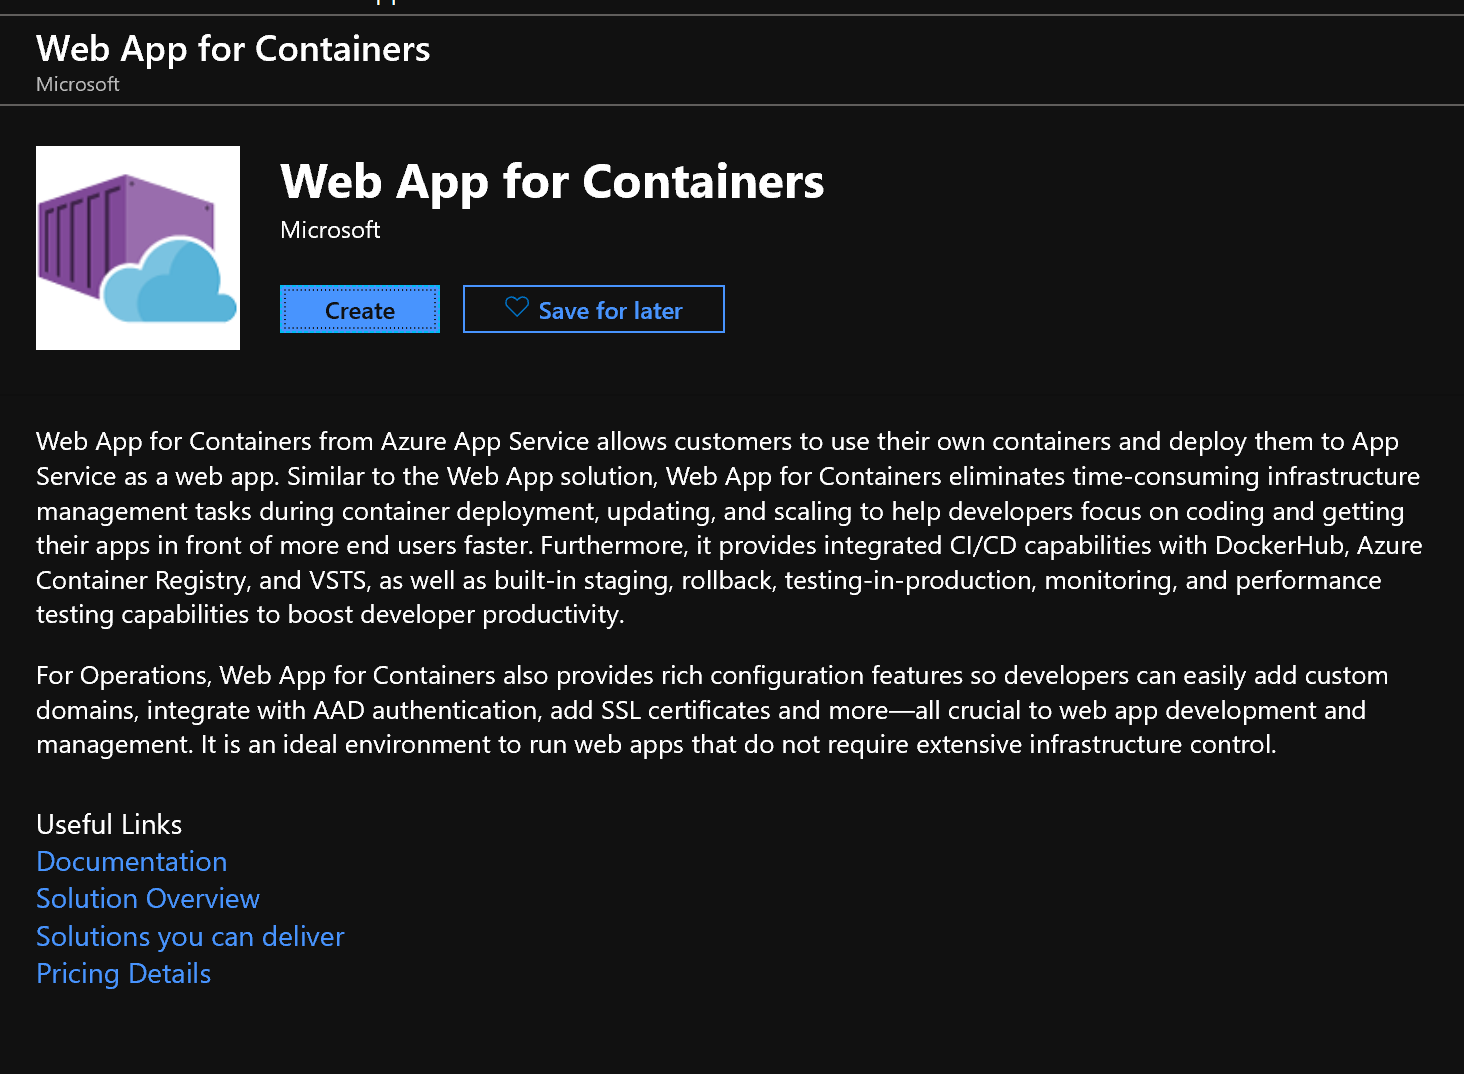 Web App for Containers
Microsoft
Web App for Containers
Microsoft
Create
Save for later
Web App for Containers from Azure App Service allows customers to use their own containers and deploy them to App
Service as a web app. Similar to the Web App solution, Web App for Containers eliminates time-consuming infrastructure
management tasks during container deployment, updating, and scaling to help developers focus on coding and getting
their apps in front of more end users faster. Furthermore, it provides integrated CI/CD capabilities with DockerHub, Azure
Container Registry, and VSTS, as well as built-in staging, rollback, testing-in-production, monitoring, and performance
testing capabilities to boost developer productivity.
For Operations, Web App for Containers also provides rich configuration features so developers can easily add custom
domains, integrate with AAD authentication, add SSL certificates and more—all crucial to web app development and
management. It is an ideal environment to run web apps that do not require extensive infrastructure control.
Useful Links
Documentation
Solution Overview
Solutions you can deliver
Pricing Details